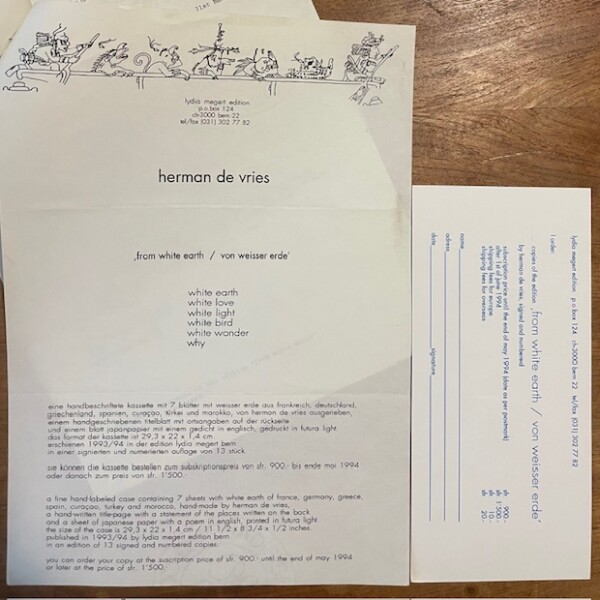 lydia megert edition
p.o.box 124
ch-3000 bern 22
tel/fax (031) 302 77 82
herman de vries
‚from white earth / von weisser erde'
white earth
white love
white light
white bird
white wonder
why
eine handbeschriftete kassette mit 7 blätter mit weisser erde aus frankreich, deutschland,
griechenland, spanien, curaçao, türkei und marokko, von herman de vries ausgerieben,
einem handgeschriebenen titelblatt mit ortsangaben auf der rückseite
und einem blatt japanpapier mit einem gedicht in englisch, gedruckt in futura light.
das format der kassette ist 29,3 x 22 x 1,4 cm
erschienen 1993/94 in der edition lydia megert bern
in einer signierten und numerierten auflage von 13 stück.
sie können die kassette bestellen zum subskriptionspreis von sfr. 900.- bis ende mai 1994
oder danach zum preis von sfr. 1'500.
a fine hand-labeled case containing 7 sheets with white earth of france, germany, greece,
spain, curaçao, turkey and morocco, hand-made by herman de vries,
a hand-written title-page with a statement of the places written on the back
and a sheet of japanese paper with a poem in english, printed in futura light
the size of the case is 29,3 x 22 x 1,4 cm / 11 1/2 x 8 3/4 x 1/2 inches.
published in 1993/94 by lydia megert edition bern
in an edition of 13 signed and numbered copies.
you can order your copy at the suscription price of sfr. 900.- until the end of may 1994
or later at the price of sfr. 1'500.
lydia megert edition p.o.box 124 ch-3000 bern 22 tel/fax (031) 302 77 82
I order:
copies of the edition ‚from white earth / von weisser erde'
by herman de vries, signed and numbered
subscription price until the end of may 1994 (date as per postmark) sfr. 900.-
after 1st of june 1994 sfr. 1'500.-
shipping fees for europe sfr. 10.-
shipping fees for overseas sfr. 20.-
name
adress
date signature